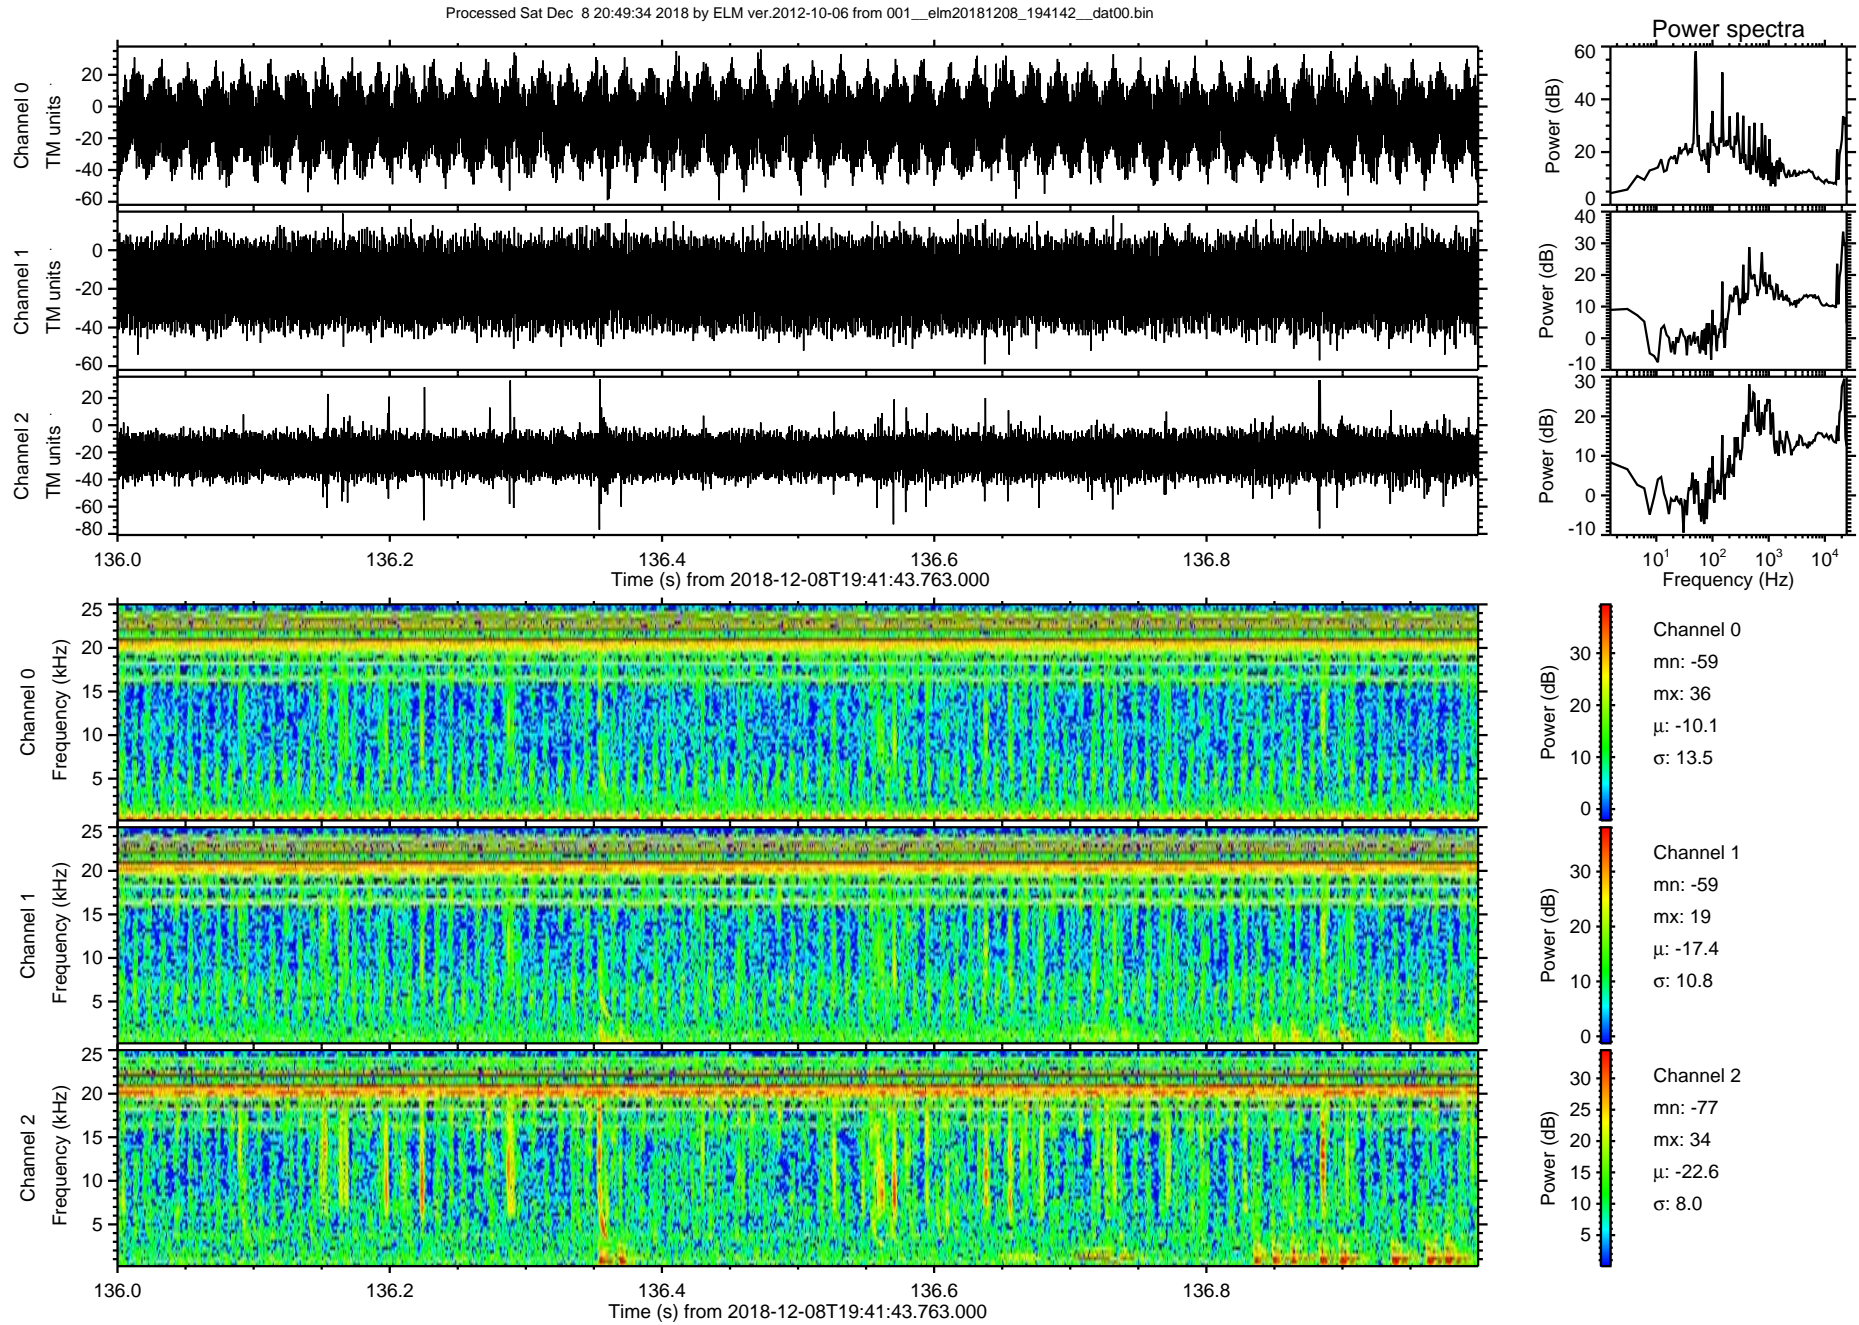 Processed Sat Dec  8 20:49:34 2018 by ELM ver.2012-10-06 from 001__elm20181208_194142__dat00.bin
Power spectra
Channel 0
TM units
20
0
-20
-40
-60
Power (dB)
60
40
20
0
Channel 1
TM units
0
-20
-40
-60
Power (dB)
40
30
20
10
0
-10
Channel 2
TM units
20
0
-20
-40
-60
-80
Power (dB)
30
20
10
0
-10
136.0
136.2
136.4
136.6
136.8
Time (s) from 2018-12-08T19:41:43.763.000
10¹
10²
10³
10⁴
Frequency (Hz)
Channel 0
Frequency (kHz)
25
20
15
10
5
Power (dB)
30
20
10
0
Channel 0
mn: -59
mx: 36
μ: -10.1
σ: 13.5
Channel 1
Frequency (kHz)
25
20
15
10
5
Power (dB)
30
20
10
0
Channel 1
mn: -59
mx: 19
μ: -17.4
σ: 10.8
Channel 2
Frequency (kHz)
25
20
15
10
5
Power (dB)
30
25
20
15
10
5
Channel 2
mn: -77
mx: 34
μ: -22.6
σ: 8.0
136.0
136.2
136.4
136.6
136.8
Time (s) from 2018-12-08T19:41:43.763.000